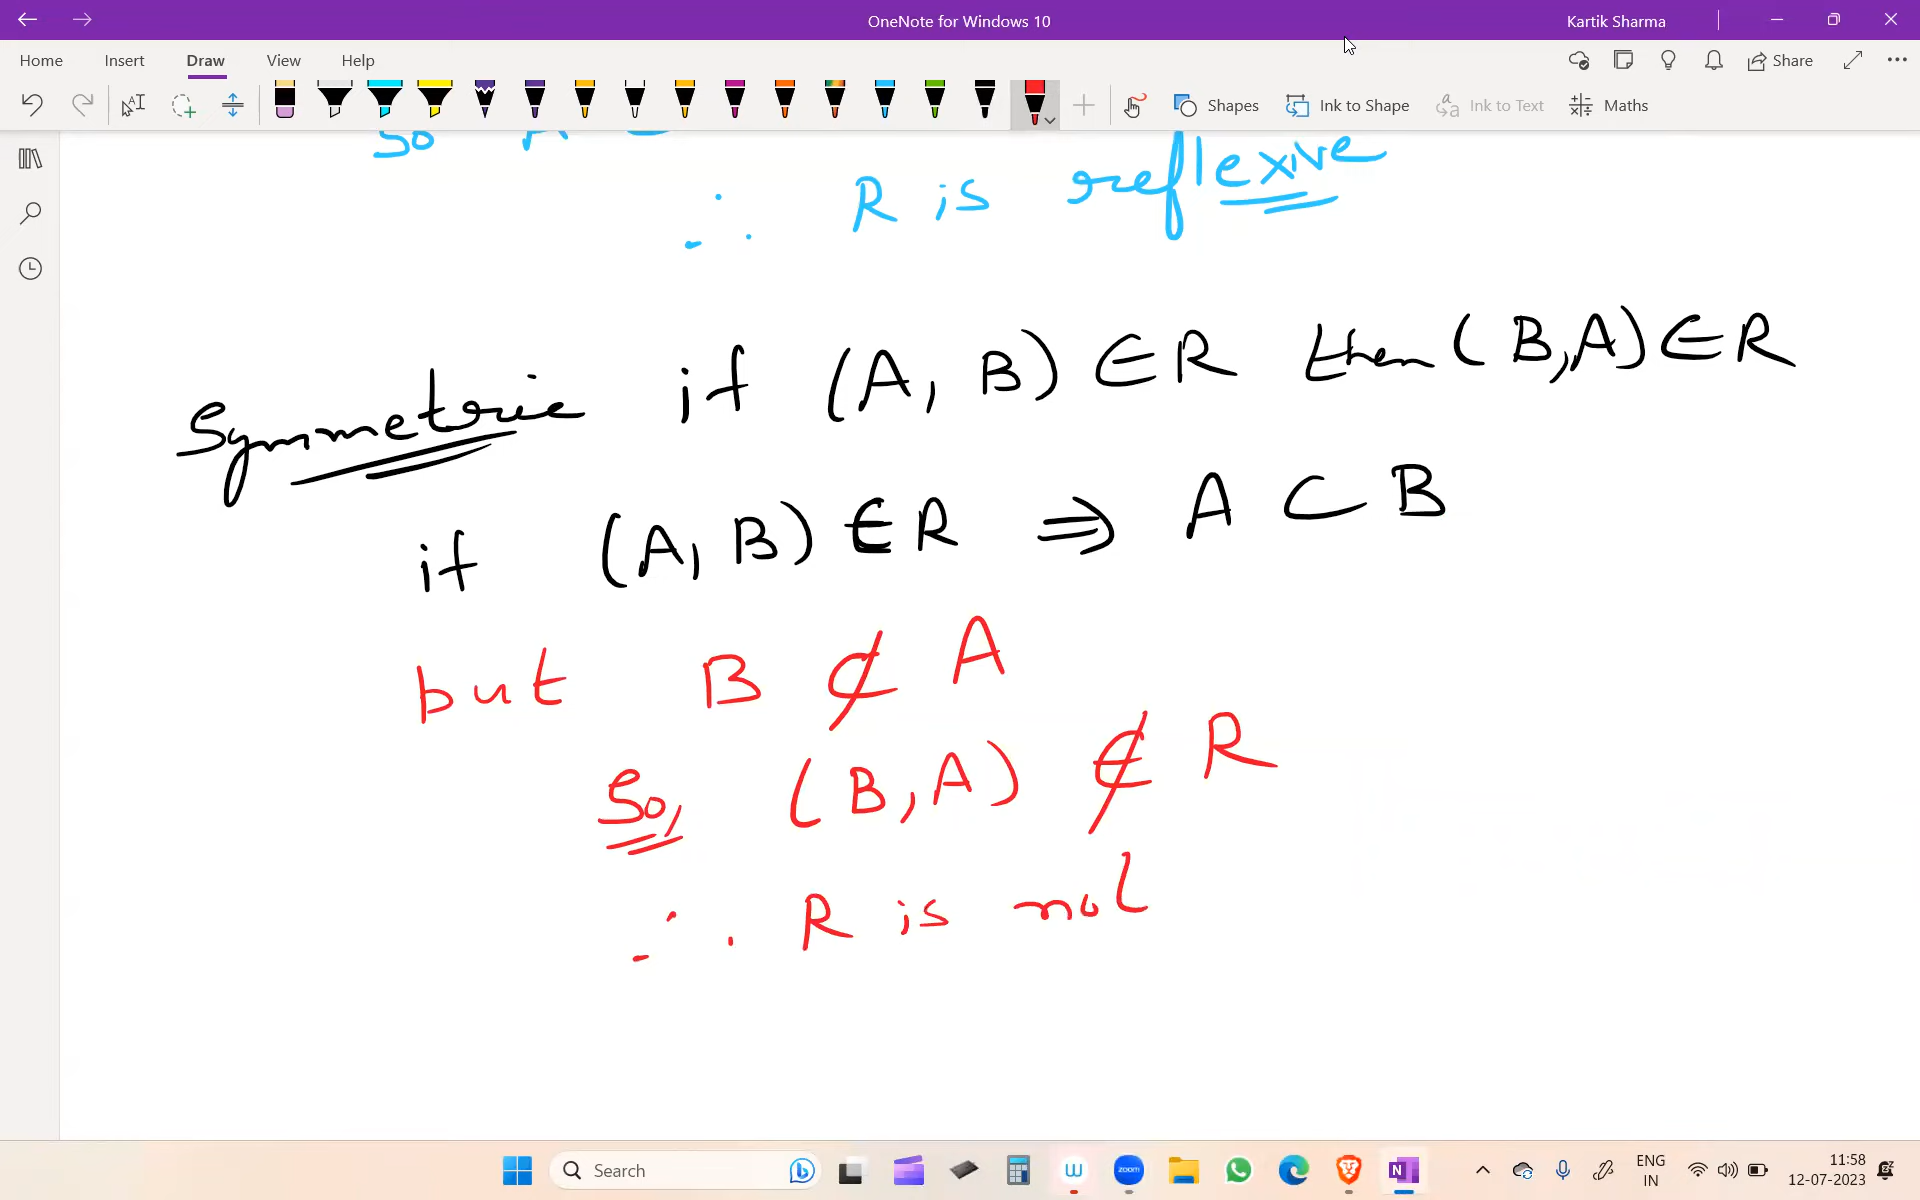 OneNote for Windows 10
Kartik Sharma
Home Insert Draw View Help
Share
Shapes Ink to Shape Ink to Text Maths
So A
∴ R is reflexive
Symmetric if (A, B) ∈ R then (B,A) ∈ R
if (A, B) ∈ R ⇒ A ⊂ B
but B ⊄ A
So, (B,A) ∉ R
∴ R is not
Search
zoom
ENG
IN
11:58
12-07-2023